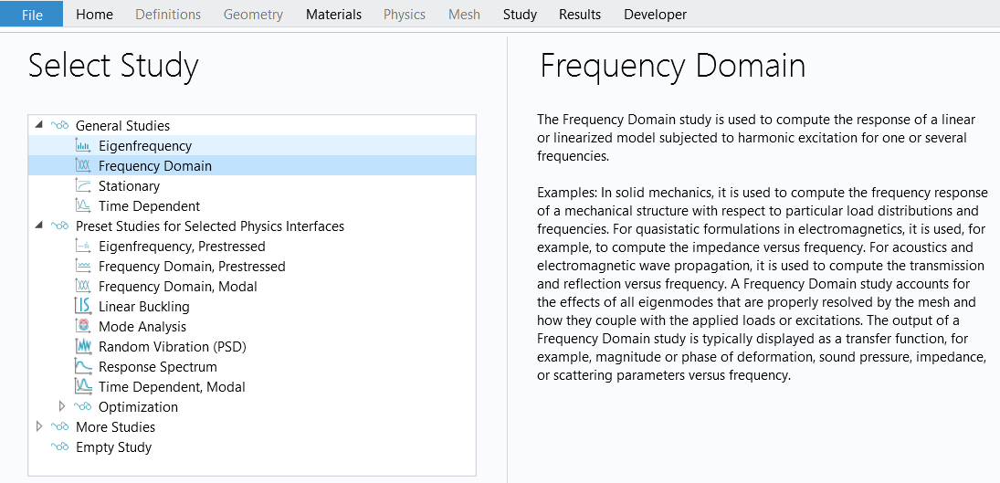 File Home Definitions Geometry Materials Physics Mesh Study Results Developer
Select Study
General Studies
Eigenfrequency
Frequency Domain
Stationary
Time Dependent
Preset Studies for Selected Physics Interfaces
Eigenfrequency, Prestressed
Frequency Domain, Prestressed
Frequency Domain, Modal
Linear Buckling
Mode Analysis
Random Vibration (PSD)
Response Spectrum
Time Dependent, Modal
Optimization
More Studies
Empty Study
Frequency Domain
The Frequency Domain study is used to compute the response of a linear
or linearized model subjected to harmonic excitation for one or several
frequencies.
Examples: In solid mechanics, it is used to compute the frequency response
of a mechanical structure with respect to particular load distributions and
frequencies. For quasistatic formulations in electromagnetics, it is used, for
example, to compute the impedance versus frequency. For acoustics and
electromagnetic wave propagation, it is used to compute the transmission
and reflection versus frequency. A Frequency Domain study accounts for
the effects of all eigenmodes that are properly resolved by the mesh and
how they couple with the applied loads or excitations. The output of a
Frequency Domain study is typically displayed as a transfer function, for
example, magnitude or phase of deformation, sound pressure, impedance,
or scattering parameters versus frequency.